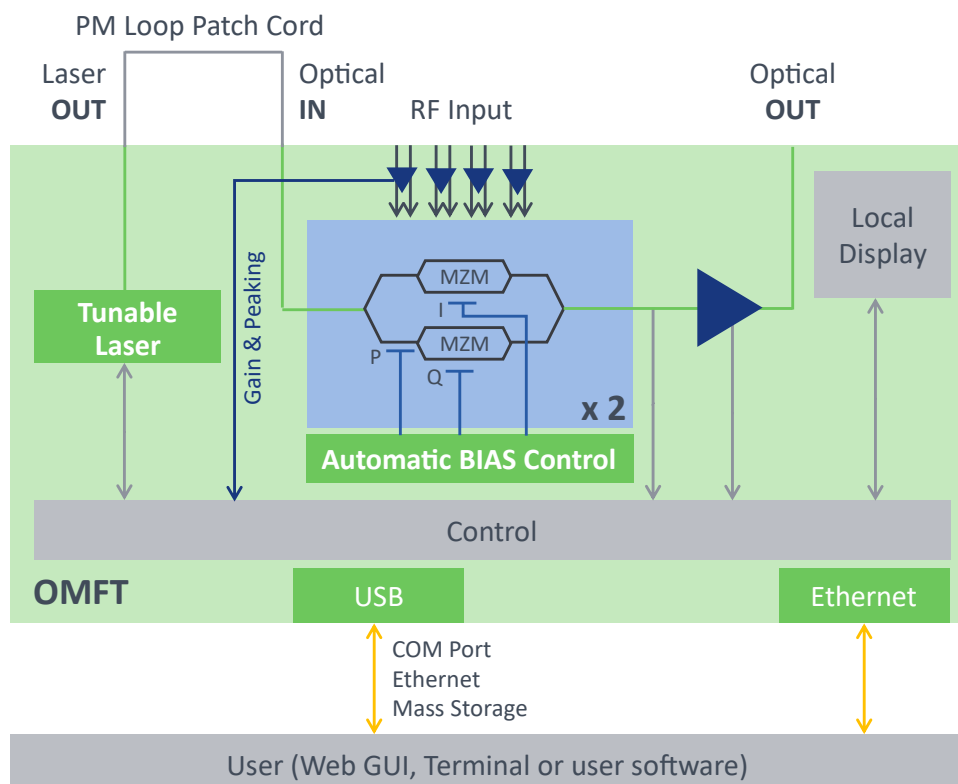 PM Loop Patch Cord
Laser
OUT
Optical
IN
RF Input
Optical
OUT
Local
Display
Tunable
Laser
Gain & Peaking
MZM
I
MZM
P
Q
x 2
Automatic BIAS Control
Control
OMFT
USB
Ethernet
COM Port
Ethernet
Mass Storage
User (Web GUI, Terminal or user software)